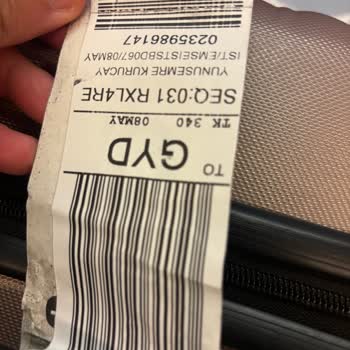 TO GYD
TK 340 08MAY
SEQ:031 RXL4RE
YUNUSEMRE KURUCAY
IST/EMSEISTSBD067/08MAY
0235986147